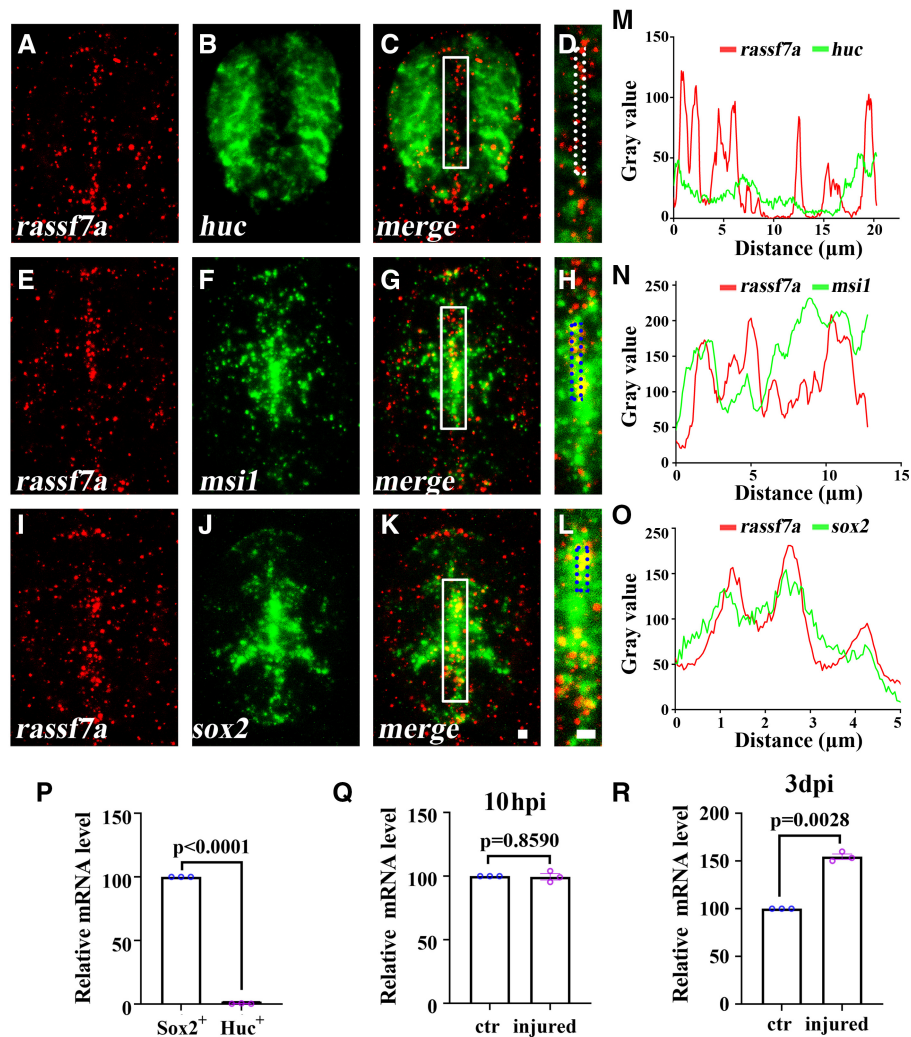 A
rassf7a
B
huc
C
merge
D
E
rassf7a
F
msi1
G
merge
H
I
rassf7a
J
sox2
K
merge
L
M
rassf7a huc
Gray value
150
100
50
0
0 5 10 15 20
Distance (µm)
N
rassf7a msi1
Gray value
250
200
150
100
50
0
0 5 10 15
Distance (µm)
O
rassf7a sox2
Gray value
250
150
100
50
0
0 1 2 3 4 5
Distance (µm)
P
Relative mRNA level
150
100
50
0
p<0.0001
Sox2+ Huc+
Q
10hpi
Relative mRNA level
150
100
50
0
p=0.8590
ctr injured
R
3dpi
Relative mRNA level
200
150
100
50
0
p=0.0028
ctr injured